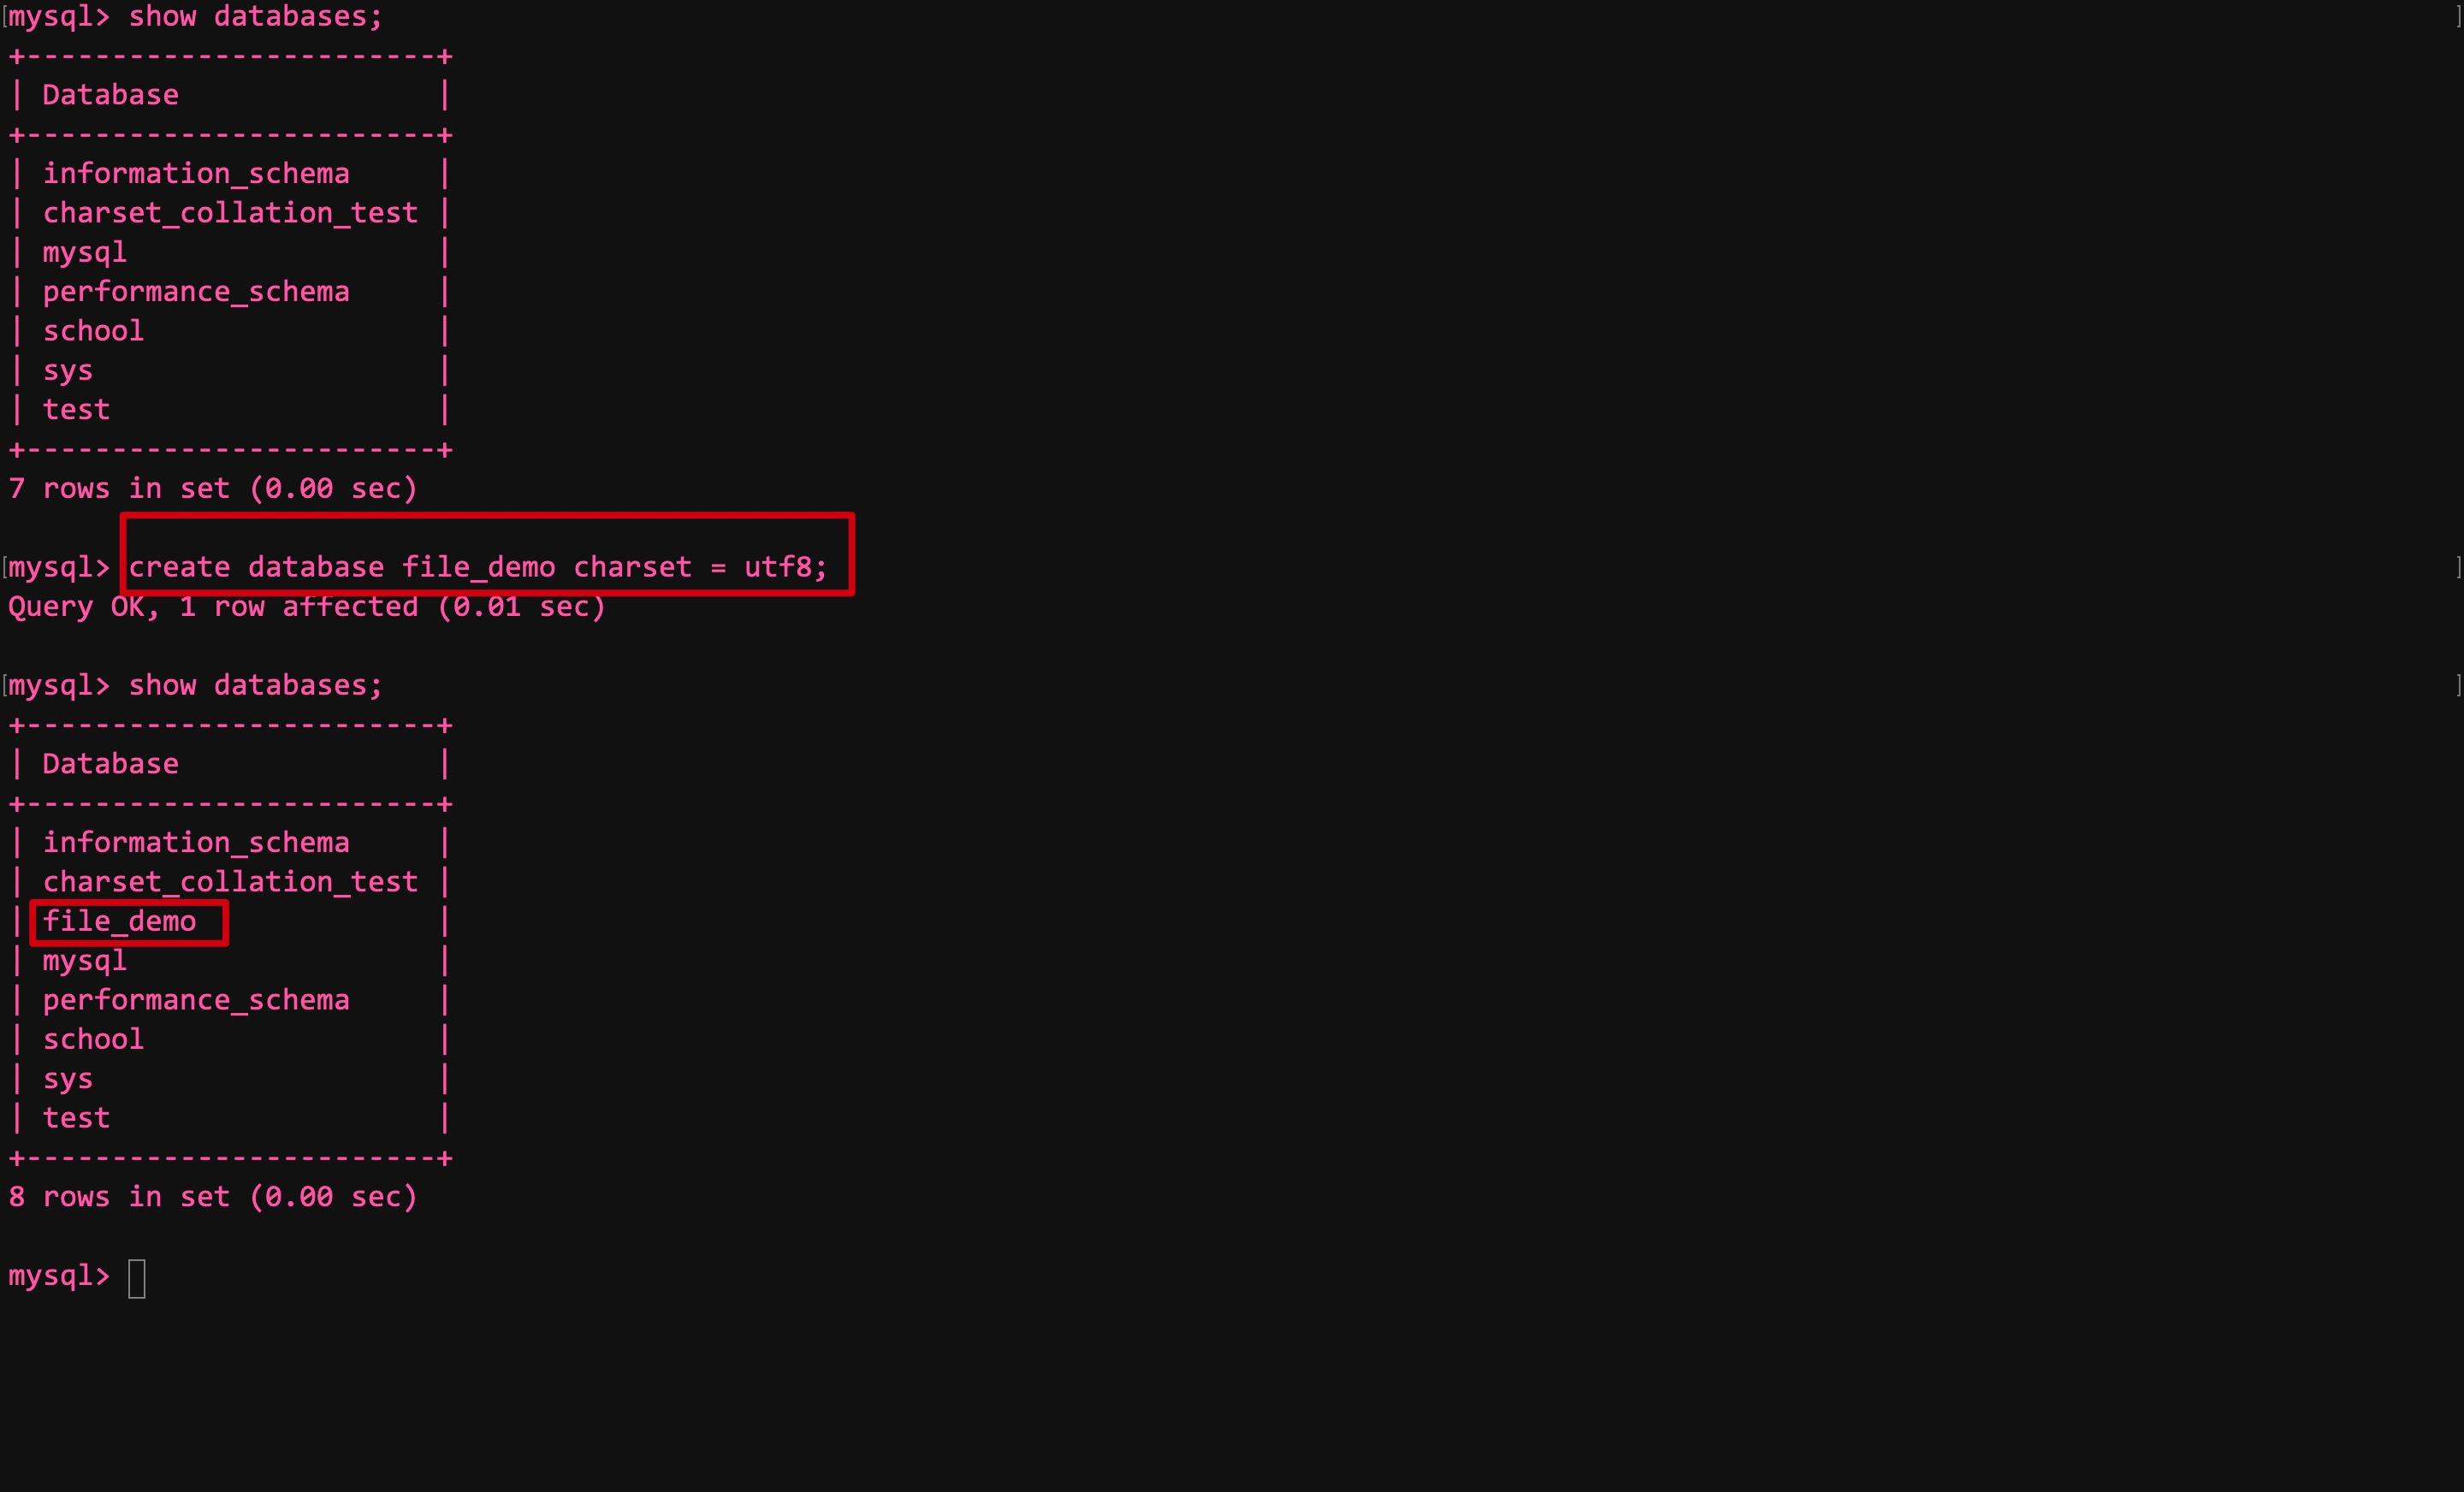 mysql> show databases;
+------------------------+
| Database               |
+------------------------+
| information_schema     |
| charset_collation_test |
| mysql                  |
| performance_schema     |
| school                 |
| sys                    |
| test                   |
+------------------------+
7 rows in set (0.00 sec)
mysql> create database file_demo charset = utf8;
Query OK, 1 row affected (0.01 sec)
mysql> show databases;
+------------------------+
| Database               |
+------------------------+
| information_schema     |
| charset_collation_test |
| file_demo              |
| mysql                  |
| performance_schema     |
| school                 |
| sys                    |
| test                   |
+------------------------+
8 rows in set (0.00 sec)
mysql>